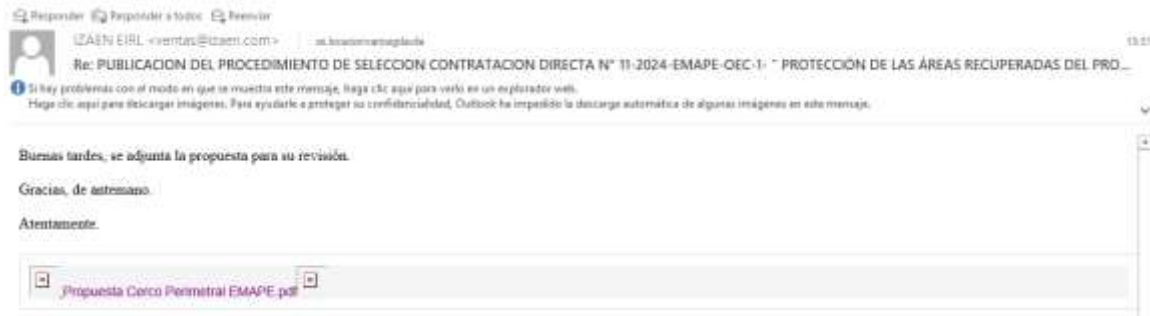 Responder Responder a todos Reenviar
IZAEN EIRL <ventas@izaen.com>
Re: PUBLICACION DEL PROCEDIMIENTO DE SELECCION CONTRATACION DIRECTA N° 11-2024-EMAPE-OEC-1- " PROTECCIÓN DE LAS ÁREAS RECUPERADAS DEL PRO...
Si hay problemas con el modo en que se muestra este mensaje, haga clic aquí para verlo en un explorador web.
Haga clic aquí para descargar imágenes. Para ayudarle a proteger su confidencialidad, Outlook ha impedido la descarga automática de algunas imágenes en este mensaje.
Buenas tardes, se adjunta la propuesta para su revisión.
Gracias, de antemano.
Atentamente.
Propuesta Cerco Perimetral EMAPE.pdf